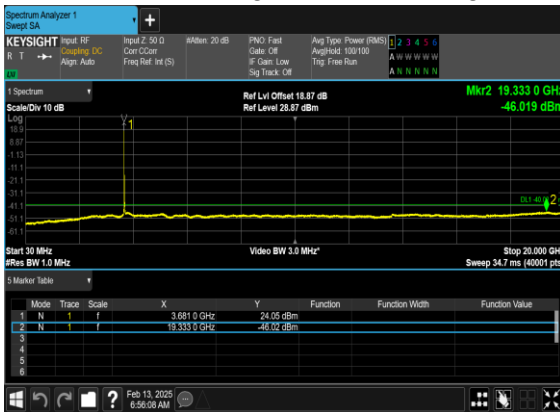 Spectrum Analyzer 1
Swept SA
+
KEYSIGHT Input: RF Input Z: 50 Ω #Atten: 20 dB PNO: Fast Avg Type: Power (RMS) 1 2 3 4 5 6
R T Coupling: DC Corr CCorr Gate: Off Avg|Hold: 100/100 A W W W W W
Align: Auto Freq Ref: Int (S) IF Gain: Low Trig: Free Run
Sig Track: Off A N N N N N
1 Spectrum Ref Lvl Offset 18.87 dB Mkr2 19.333 0 GHz
Scale/Div 10 dB Ref Level 28.87 dBm -46.019 dBm
Log
18.9
8.87
-1.13
-11.1
-21.1
-31.1
-41.1
-51.1
-61.1
1
2
Start 30 MHz Video BW 3.0 MHz* Stop 20.000 GH
#Res BW 1.0 MHz Sweep 34.7 ms (40001 pts
5 Marker Table
Mode Trace Scale X Y Function Function Width Function Value
1 N 1 f 3.681 0 GHz 24.05 dBm
2 N 1 f 19.333 0 GHz -46.02 dBm
3
4
5
6
? Feb 13, 2025
6:56:08 AM